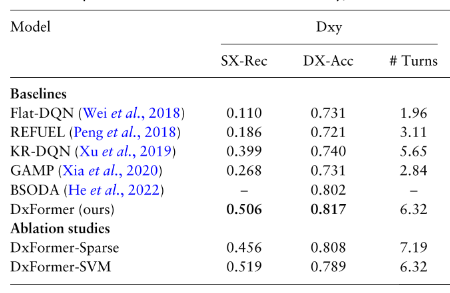 Model Dxy
SX-Rec DX-Acc # Turns
Baselines
Flat-DQN (Wei et al., 2018) 0.110 0.731 1.96
REFUEL (Peng et al., 2018) 0.186 0.721 3.11
KR-DQN (Xu et al., 2019) 0.399 0.740 5.65
GAMP (Xia et al., 2020) 0.268 0.731 2.84
BSODA (He et al., 2022) – 0.802 –
DxFormer (ours) 0.506 0.817 6.32
Ablation studies
DxFormer-Sparse 0.456 0.808 7.19
DxFormer-SVM 0.519 0.789 6.32